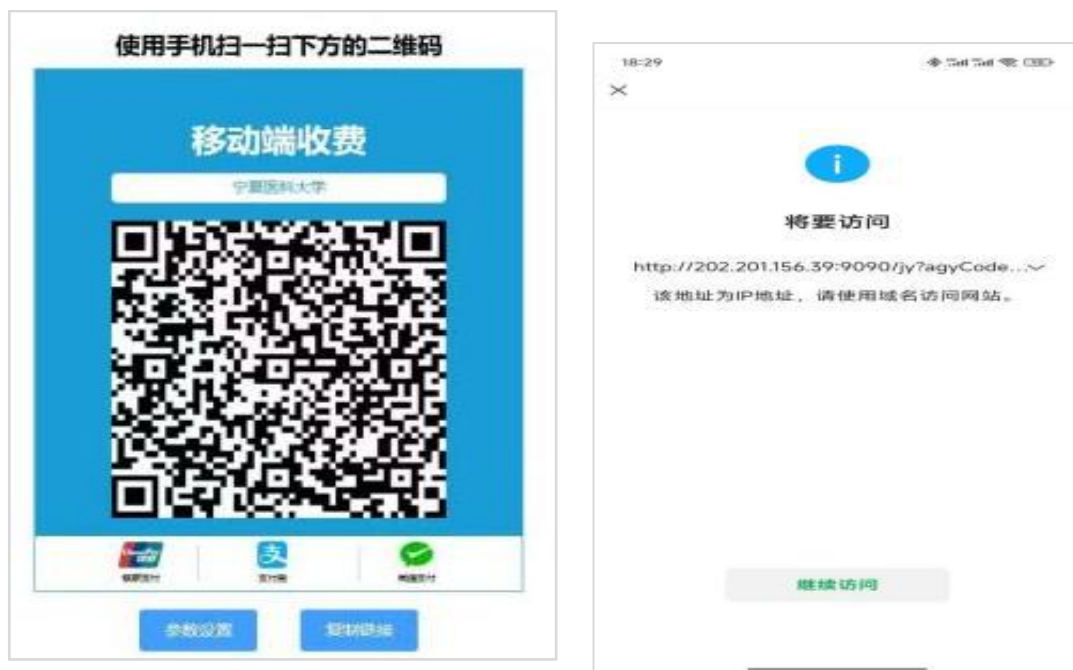 使用手机扫一扫下方的二维码
移动端收费
宁夏医科大学
银联支付
支付宝
微信支付
参数设置
复制链接
18:29
将要访问
http://202.201.156.39:9090/jy?agyCode...
该地址为IP地址，请使用域名访问网站。
继续访问